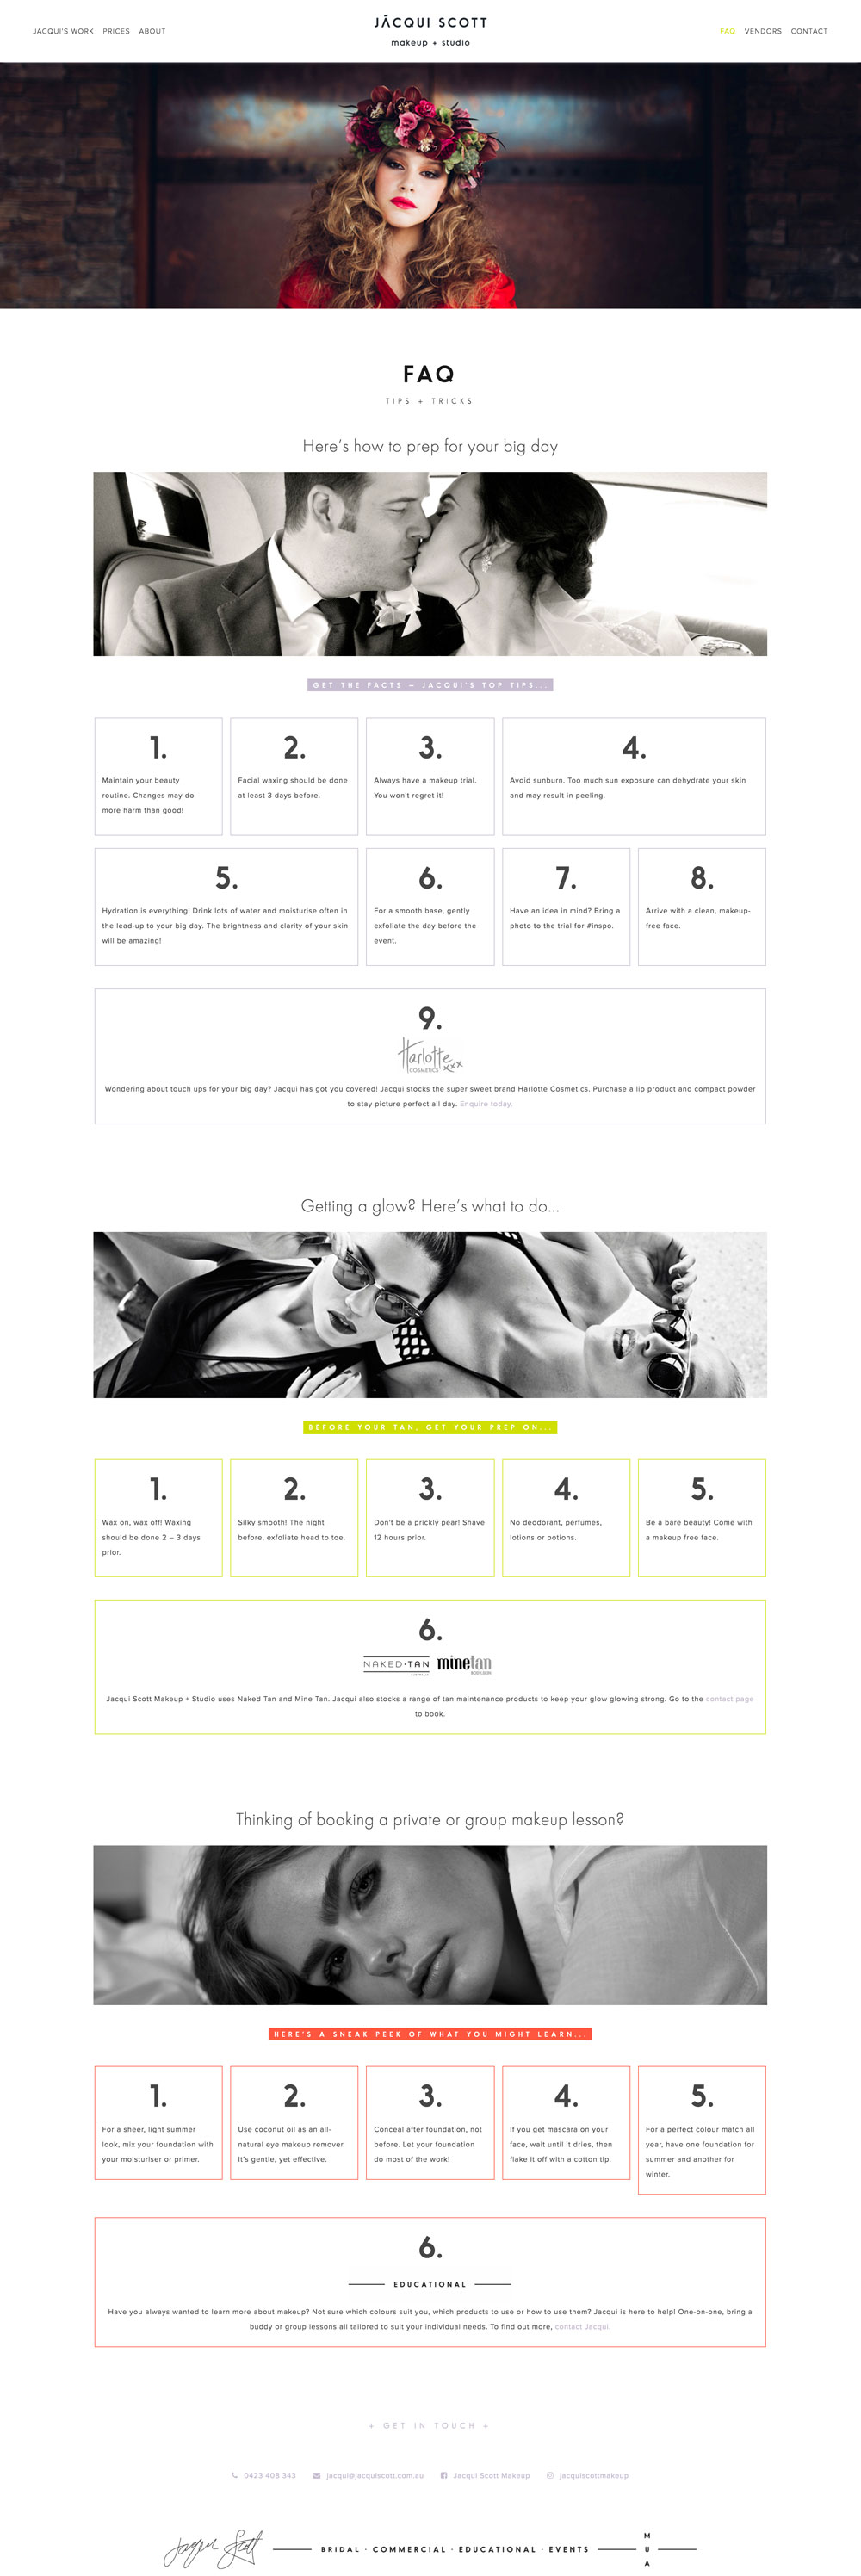 JACQUI'S WORK PRICES ABOUT
JĀCQUI SCOTT
makeup + studio
FAQ VENDORS CONTACT
FAQ
TIPS + TRICKS
Here's how to prep for your big day
GET THE FACTS – JACQUI'S TOP TIPS...
1.
Maintain your beauty
routine. Changes may do
more harm than good!
2.
Facial waxing should be done
at least 3 days before.
3.
Always have a makeup trial.
You won't regret it!
4.
Avoid sunburn. Too much sun exposure can dehydrate your skin
and may result in peeling.
5.
Hydration is everything! Drink lots of water and moisturise often in
the lead-up to your big day. The brightness and clarity of your skin
will be amazing!
6.
For a smooth base, gently
exfoliate the day before the
event.
7.
Have an idea in mind? Bring a
photo to the trial for #inspo.
8.
Arrive with a clean, makeup-
free face.
9.
Harlotte xxx
COSMETICS
Wondering about touch ups for your big day? Jacqui has got you covered! Jacqui stocks the super sweet brand Harlotte Cosmetics. Purchase a lip product and compact powder
to stay picture perfect all day. Enquire today.
Getting a glow? Here's what to do...
BEFORE YOUR TAN, GET YOUR PREP ON...
1.
Wax on, wax off! Waxing
should be done 2 – 3 days
prior.
2.
Silky smooth! The night
before, exfoliate head to toe.
3.
Don't be a prickly pear! Shave
12 hours prior.
4.
No deodorant, perfumes,
lotions or potions.
5.
Be a bare beauty! Come with
a makeup free face.
6.
NAKED·TAN
minetan
Jacqui Scott Makeup + Studio uses Naked Tan and Mine Tan. Jacqui also stocks a range of tan maintenance products to keep your glow glowing strong. Go to the contact page
to book.
Thinking of booking a private or group makeup lesson?
HERE'S A SNEAK PEEK OF WHAT YOU MIGHT LEARN...
1.
For a sheer, light summer
look, mix your foundation with
your moisturiser or primer.
2.
Use coconut oil as an all-
natural eye makeup remover.
It's gentle, yet effective.
3.
Conceal after foundation, not
before. Let your foundation
do most of the work!
4.
If you get mascara on your
face, wait until it dries, then
flake it off with a cotton tip.
5.
For a perfect colour match all
year, have one foundation for
summer and another for
winter.
6.
EDUCATIONAL
Have you always wanted to learn more about makeup? Not sure which colours suit you, which products to use or how to use them? Jacqui is here to help! One-on-one, bring a
buddy or group lessons all tailored to suit your individual needs. To find out more, contact Jacqui.
+ GET IN TOUCH +
0423 408 343 jacqui@jacquiscott.com.au Jacqui Scott Makeup jacquiscottmakeup
Jacqui Scott
BRIDAL · COMMERCIAL · EDUCATIONAL · EVENTS
M
U
A